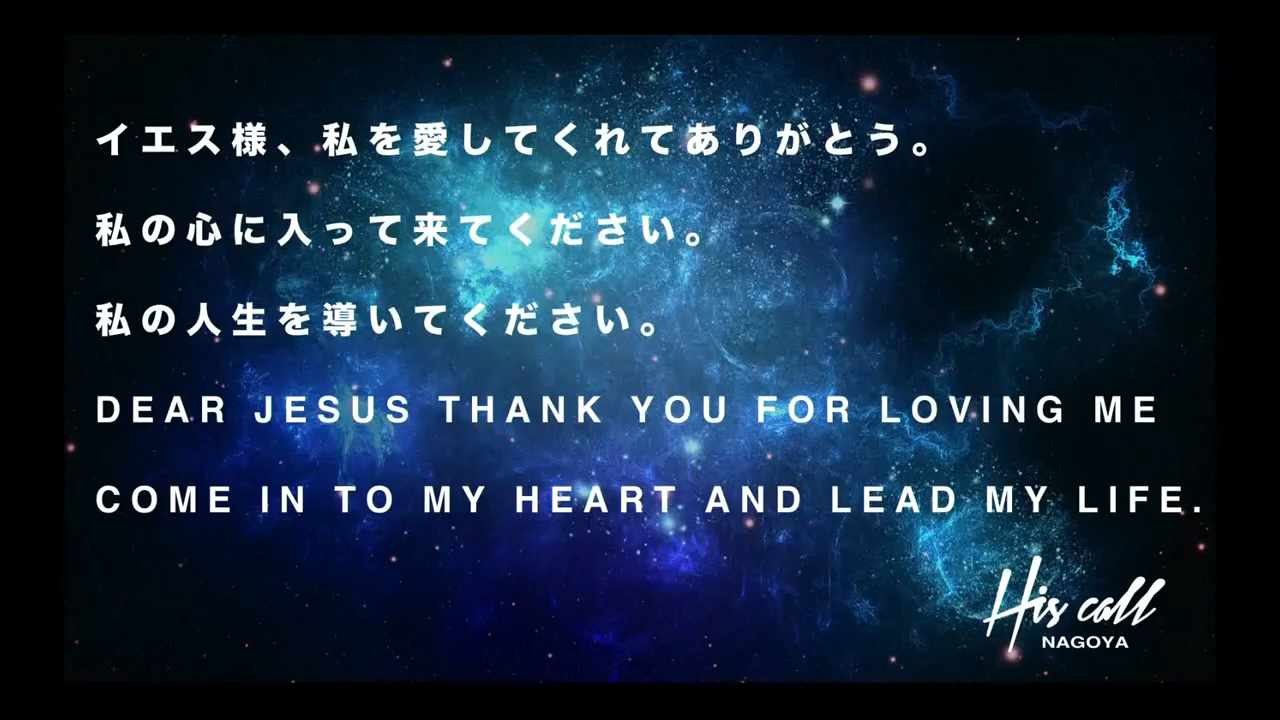 イエス様、私を愛してくれてありがとう。
私の心に入って来てください。
私の人生を導いてください。
DEAR JESUS THANK YOU FOR LOVING ME
COME IN TO MY HEART AND LEAD MY LIFE.
His call
NAGOYA